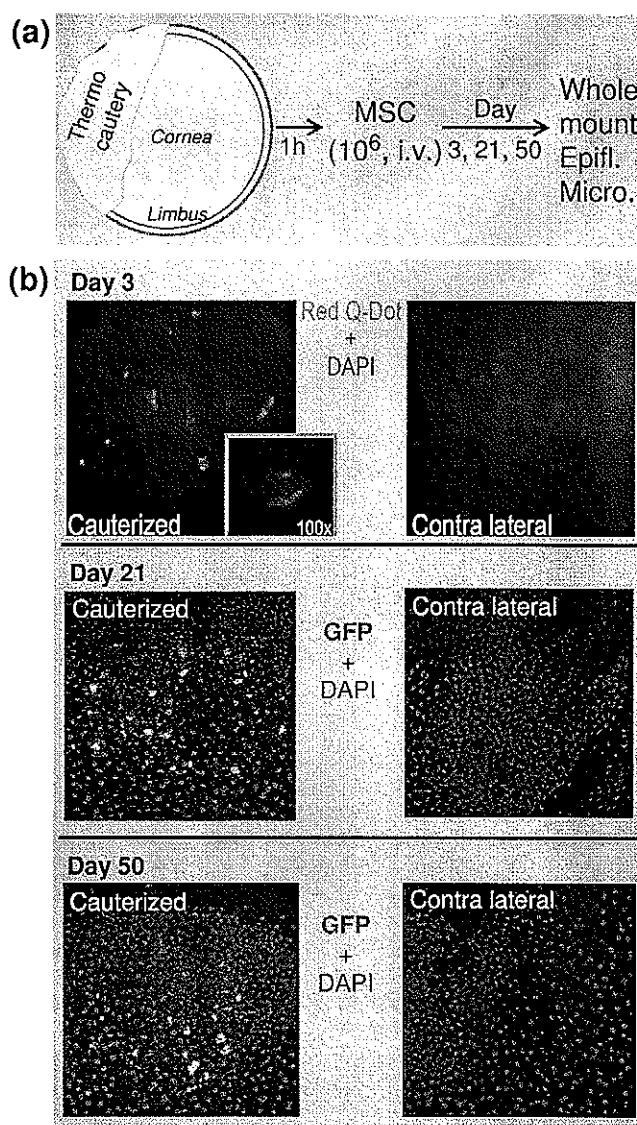 (a)
Thermo
cautery
Cornea
Limbus
1h
MSC
(10⁶, i.v.)
Day
3, 21, 50
Whole
mount
Epifl.
Micro.
(b)
Day 3
Cauterized
100x
Red Q-Dot
+
DAPI
Contra lateral
Day 21
Cauterized
GFP
+
DAPI
Contra lateral
Day 50
Cauterized
GFP
+
DAPI
Contra lateral